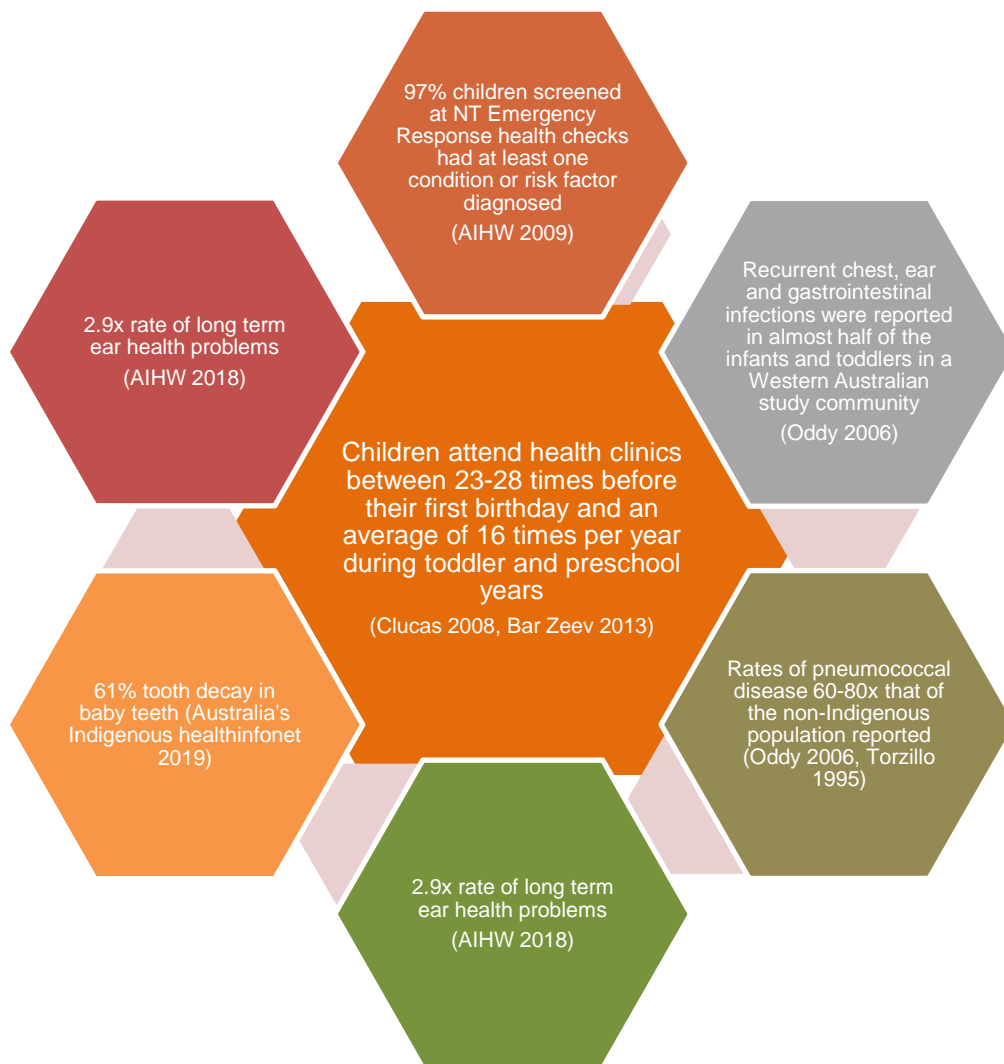 97% children screened
at NT Emergency
Response health checks
had at least one
condition or risk factor
diagnosed
(AIHW 2009)
Recurrent chest, ear
and gastrointestinal
infections were reported
in almost half of the
infants and toddlers in a
Western Australian
study community
(Oddy 2006)
2.9x rate of long term
ear health problems
(AIHW 2018)
Children attend health clinics
between 23-28 times before
their first birthday and an
average of 16 times per year
during toddler and preschool
years
(Clucas 2008, Bar Zeev 2013)
61% tooth decay in
baby teeth (Australia's
Indigenous healthinfonet
2019)
Rates of pneumococcal
disease 60-80x that of
the non-Indigenous
population reported
(Oddy 2006, Torzillo
1995)
2.9x rate of long term
ear health problems
(AIHW 2018)